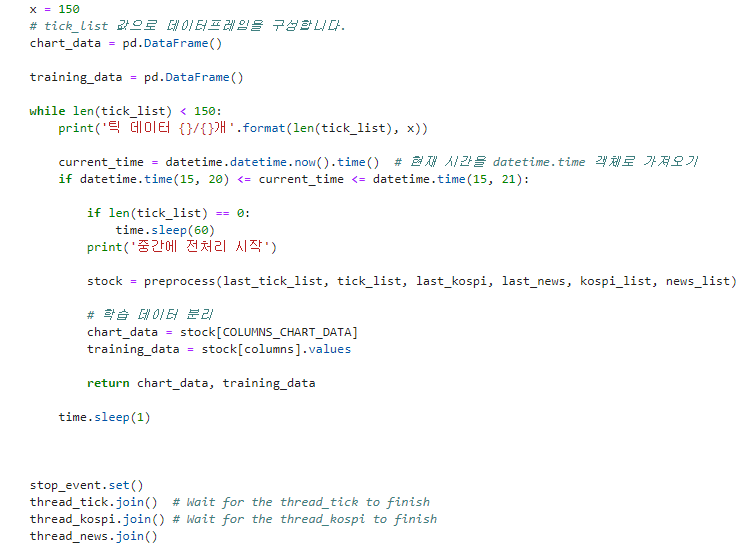 x = 150
# tick_list 값으로 데이터프레임을 구성합니다.
chart_data = pd.DataFrame()
training_data = pd.DataFrame()
while len(tick_list) < 150:
print('틱 데이터 {}/{}개'.format(len(tick_list), x))
current_time = datetime.datetime.now().time()  # 현재 시간을 datetime.time 객체로 가져오기
if datetime.time(15, 20) <= current_time <= datetime.time(15, 21):
if len(tick_list) == 0:
time.sleep(60)
print('중간에 전처리 시작')
stock = preprocess(last_tick_list, tick_list, last_kospi, last_news, kospi_list, news_list)
# 학습 데이터 분리
chart_data = stock[COLUMNS_CHART_DATA]
training_data = stock[columns].values
return chart_data, training_data
time.sleep(1)
stop_event.set()
thread_tick.join()  # Wait for the thread_tick to finish
thread_kospi.join() # Wait for the thread_kospi to finish
thread_news.join()